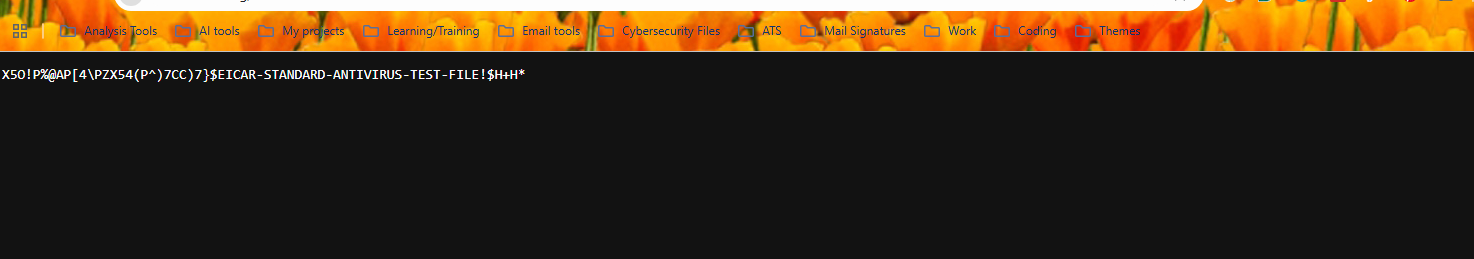 Analysis Tools AI tools My projects Learning/Training Email tools Cybersecurity Files ATS Mail Signatures Work Coding Themes
X5O!P%@AP[4\PZX54(P^)7CC)7}$EICAR-STANDARD-ANTIVIRUS-TEST-FILE!$H+H*